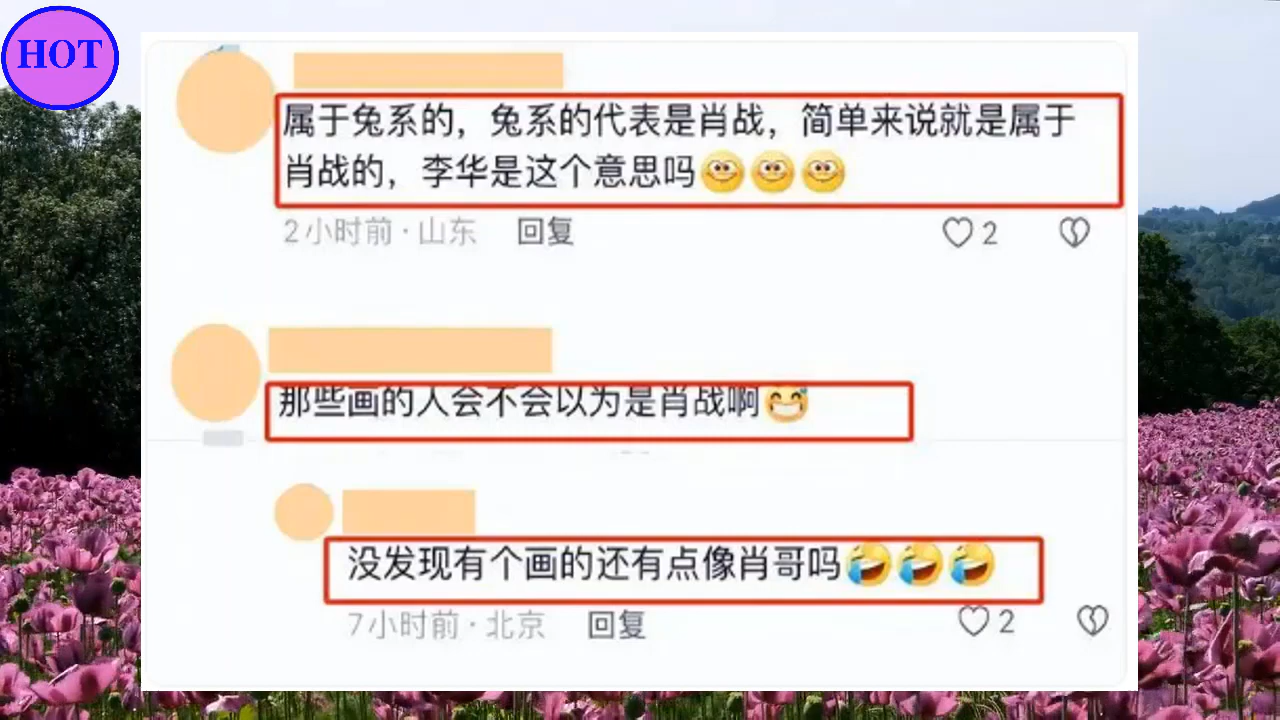 HOT
属于兔系的，兔系的代表是肖战，简单来说就是属于
肖战的，李华是这个意思吗
2小时前·山东 回复 2
那些画的人会不会以为是肖战啊
没发现有个画的还有点像肖哥吗
7小时前·北京 回复 2